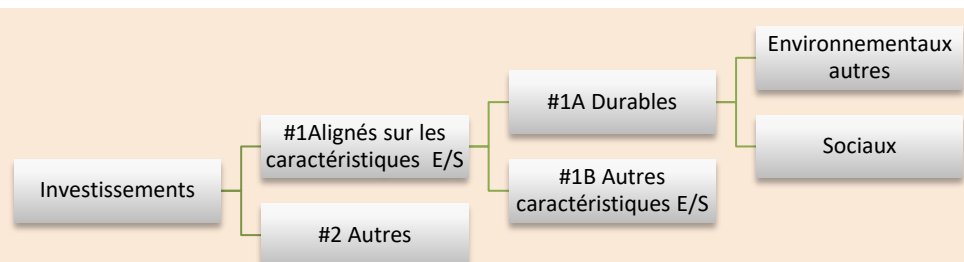 Investissements
#1Alignés sur les
caractéristiques E/S
#2 Autres
#1A Durables
#1B Autres
caractéristiques E/S
Environnementaux
autres
Sociaux